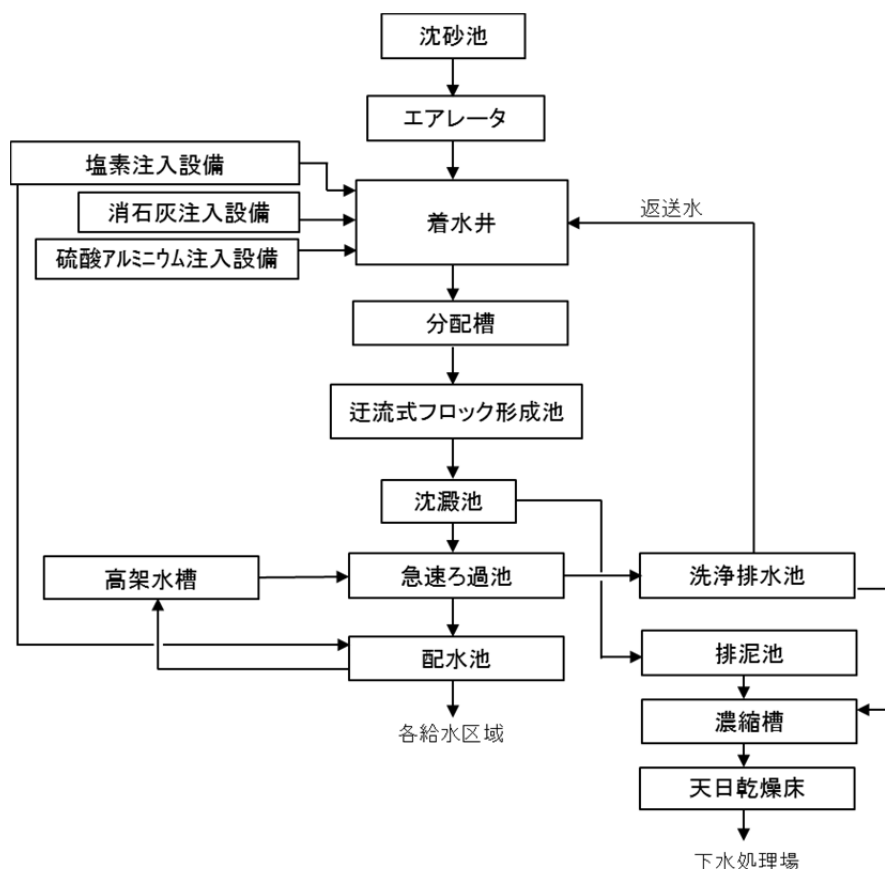 沈砂池
エアレータ
塩素注入設備
消石灰注入設備
硫酸アルミニウム注入設備
着水井
返送水
分配槽
迂流式フロック形成池
沈澱池
高架水槽
急速ろ過池
洗浄排水池
配水池
排泥池
各給水区域
濃縮槽
天日乾燥床
下水処理場